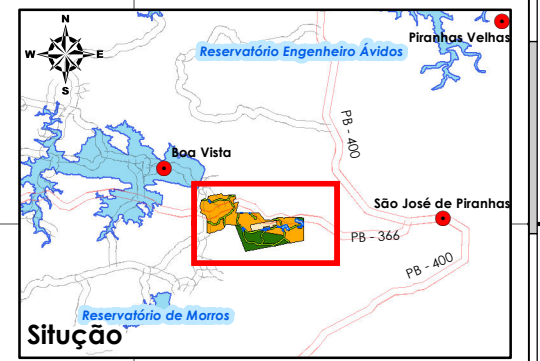 N
W
E
S
Piranhas Velhas
Reservatório Engenheiro Ávidos
PB - 400
Boa Vista
São José de Piranhas
PB - 366
PB - 400
Reservatório de Morros
Ситução